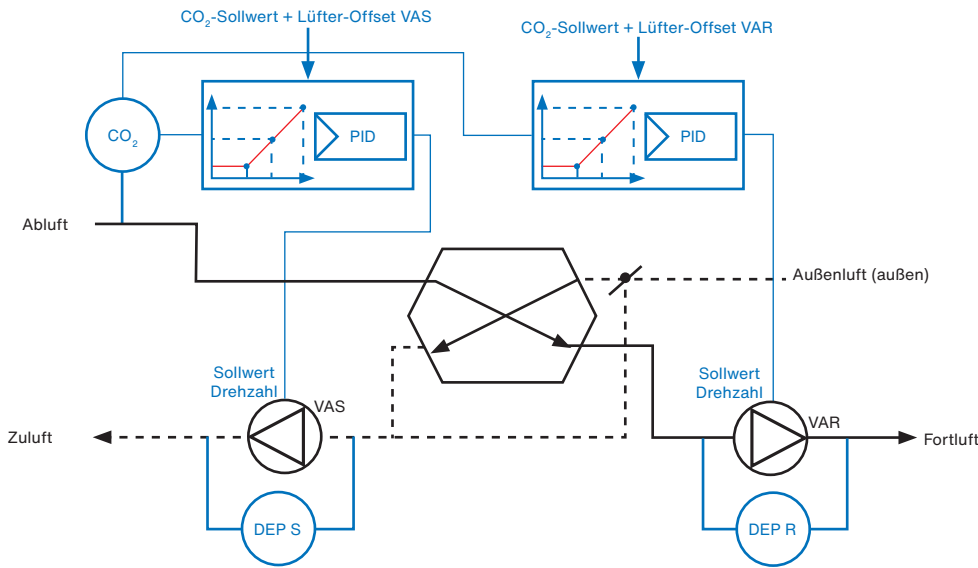 CO₂-Sollwert + Lüfter-Offset VAS
CO₂-Sollwert + Lüfter-Offset VAR
CO₂
PID
PID
Abluft
Außenluft (außen)
Sollwert
Drehzahl
Sollwert
Drehzahl
VAS
VAR
Zuluft
Fortluft
DEP S
DEP R